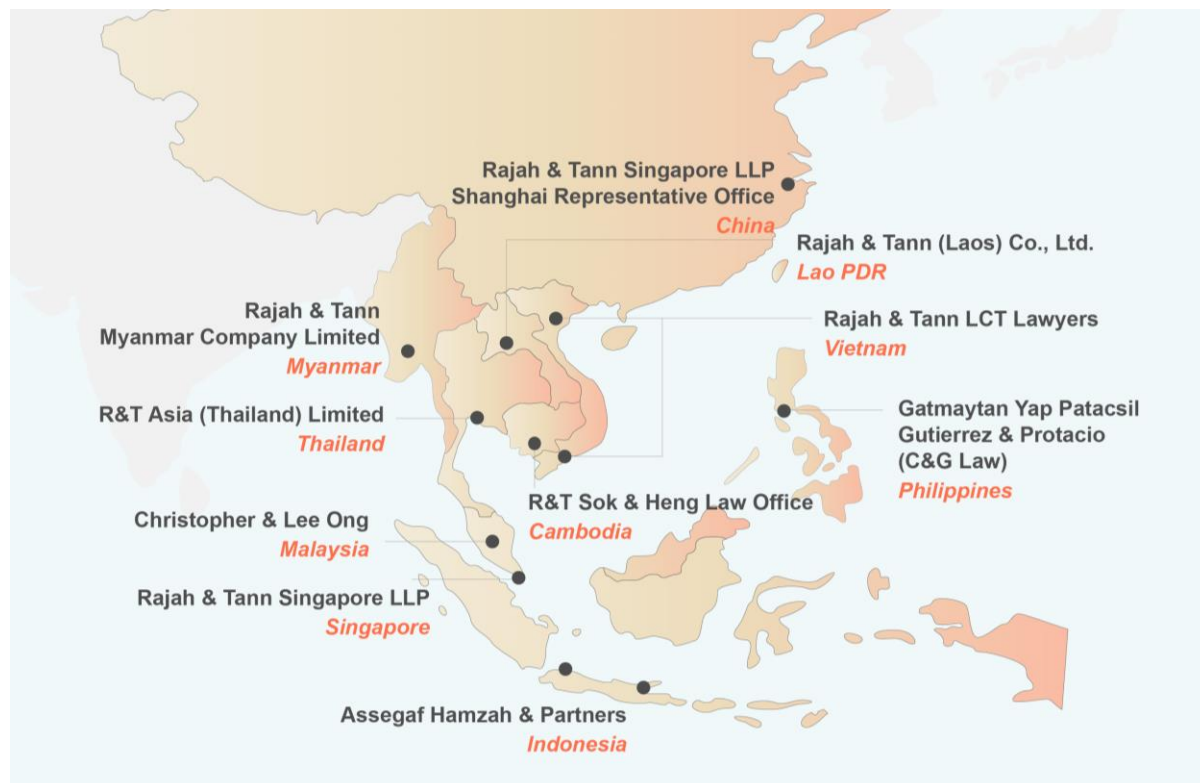 Rajah & Tann Singapore LLP
Shanghai Representative Office
China
Rajah & Tann (Laos) Co., Ltd.
Lao PDR
Rajah & Tann
Myanmar Company Limited
Myanmar
Rajah & Tann LCT Lawyers
Vietnam
R&T Asia (Thailand) Limited
Thailand
Gatmaytan Yap Patacsil
Gutierrez & Protacio
(C&G Law)
Philippines
R&T Sok & Heng Law Office
Cambodia
Christopher & Lee Ong
Malaysia
Rajah & Tann Singapore LLP
Singapore
Assegaf Hamzah & Partners
Indonesia